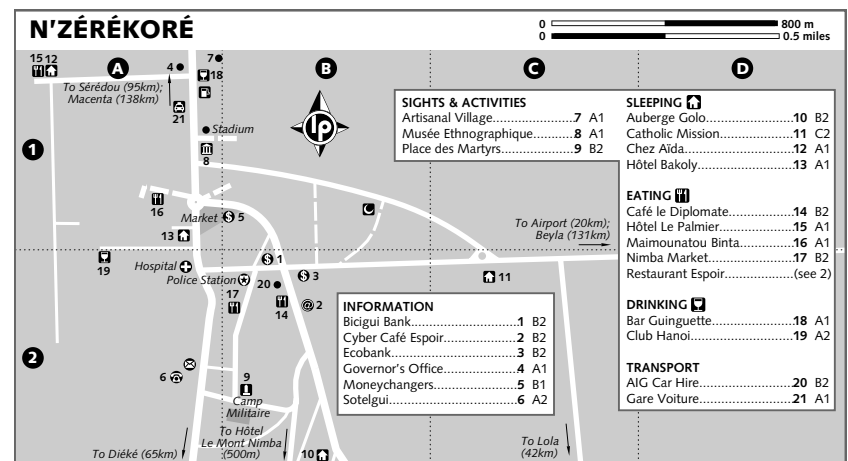 N'ZÉRÉKORÉ
0 800 m
0 0.5 miles
A
B
C
D
1
2
15 12
4
7
18
To Sérédou (95km);
Macenta (138km)
21
Stadium
8
lp
16
Market
5
13
To Airport (20km);
Beyla (131km)
19
Hospital
1
Police Station
3
11
20
17
14
@ 2
6
9
Camp
Militaire
To Hôtel
Le Mont Nimba
(500m)
To Diéké (65km)
10
To Lola
(42km)
SIGHTS & ACTIVITIES
Artisanal Village..................7 A1
Musée Ethnographique.......8 A1
Place des Martyrs.................9 B2
INFORMATION
Bicigui Bank.........................1 B2
Cyber Café Espoir................2 B2
Ecobank...............................3 B2
Governor's Office................4 A1
Moneychangers...................5 B1
Sotelgui...............................6 A2
SLEEPING
Auberge Golo....................10 B2
Catholic Mission................11 C2
Chez Aïda..........................12 A1
Hôtel Bakoly.....................13 A1
EATING
Café le Diplomate..............14 B2
Hôtel Le Palmier................15 A1
Maimounatou Binta...........16 A1
Nimba Market...................17 B2
Restaurant Espoir..............(see 2)
DRINKING
Bar Guinguette..................18 A1
Club Hanoi........................19 A2
TRANSPORT
AIG Car Hire......................20 B2
Gare Voiture......................21 A1